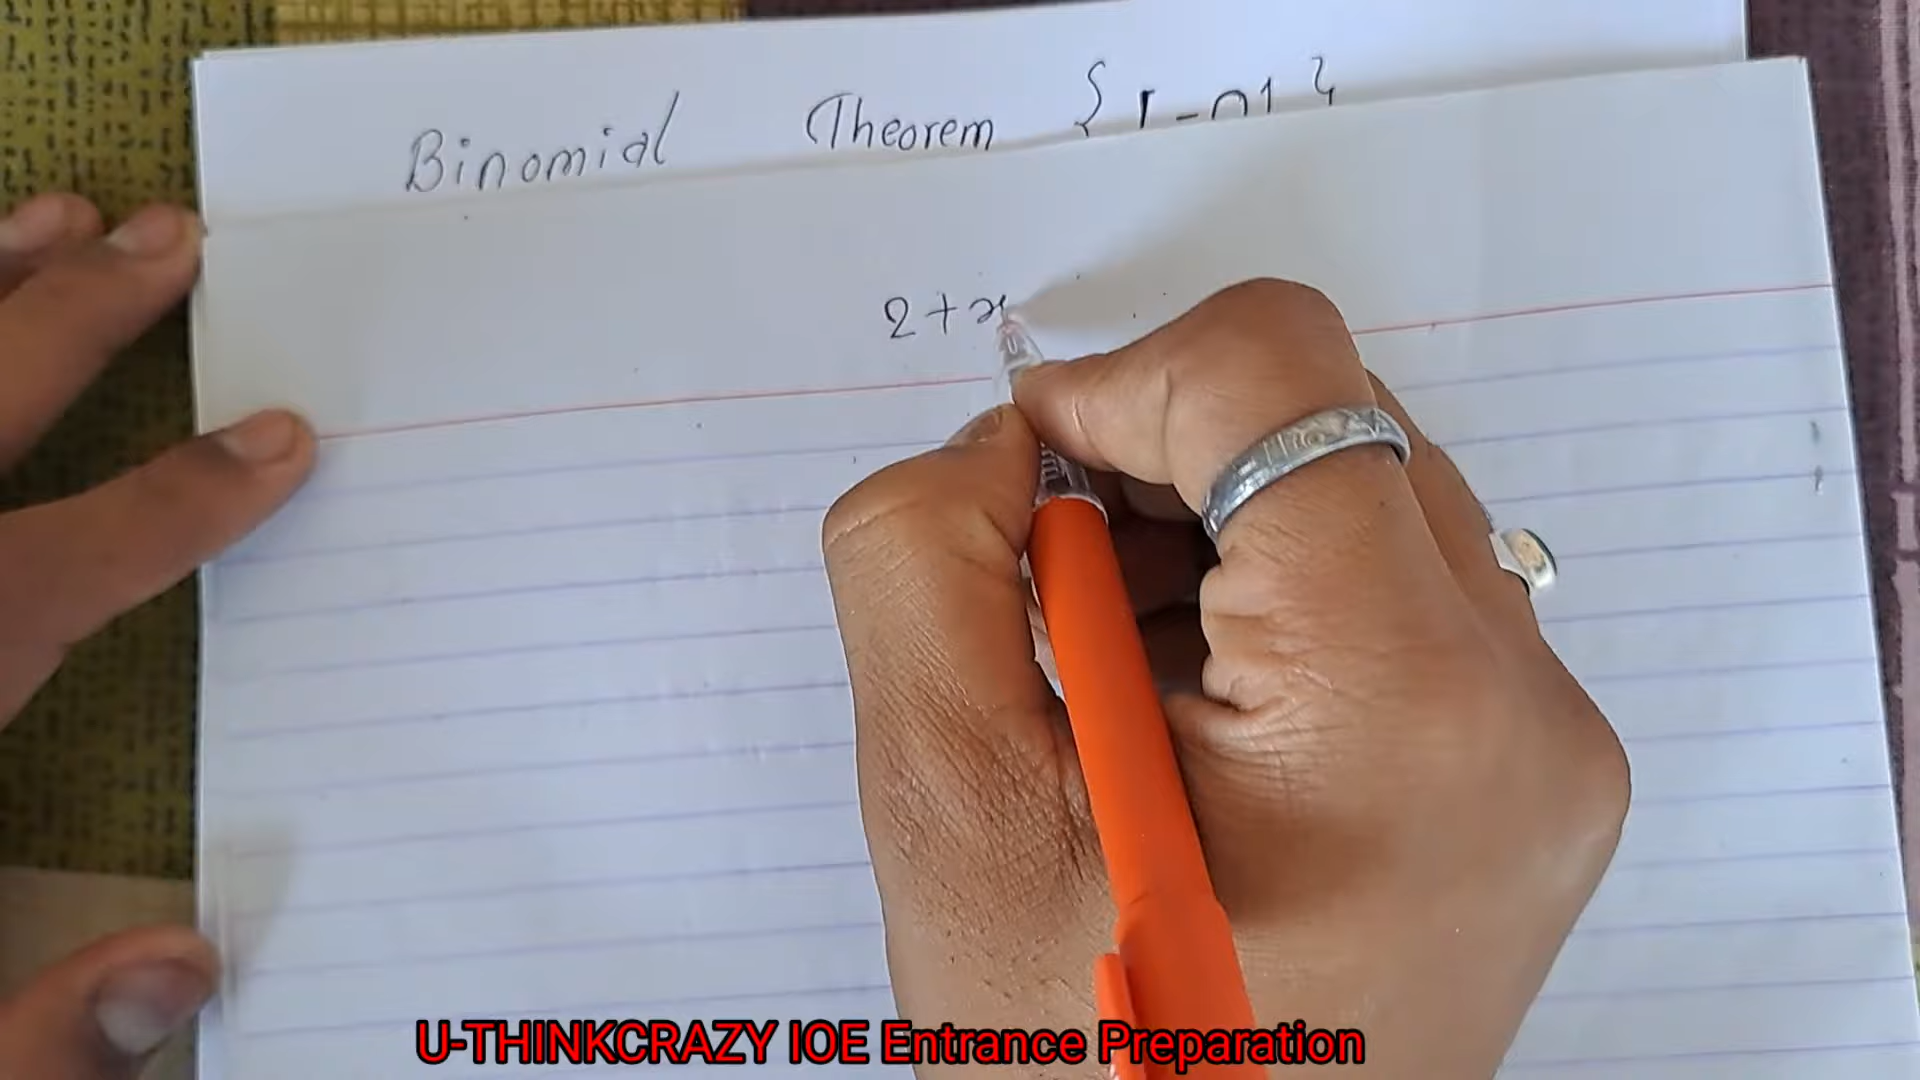 Binomial Theorem {
2+x
U-THINKCRAZY IOE Entrance Preparation